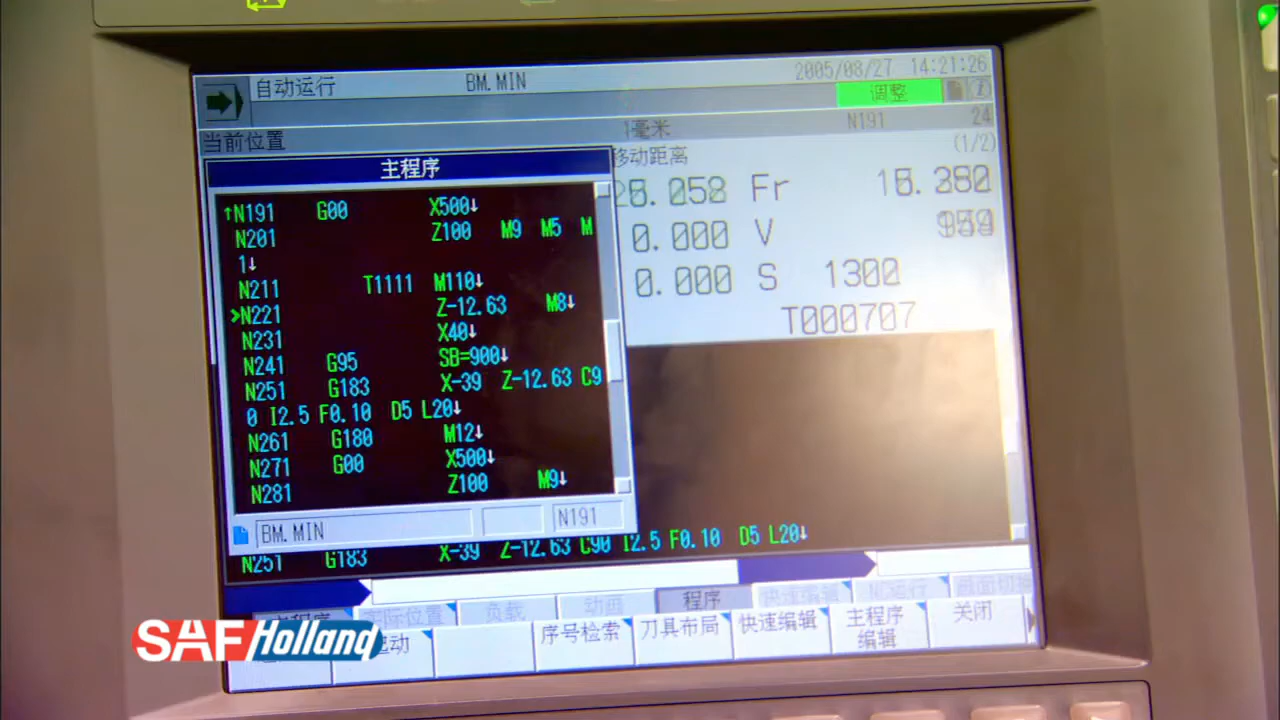 自动运行 BM.MIN 2005/08/27 14:21:26
调整
N191 24
当前位置 1毫米 (1/2)
主程序 移动距离
↑N191 G00 X500↓
N201 Z100 M9 M5 M
1↓
N211 T1111 M110↓
>N221 Z-12.63 M8↓
N231 X40↓
N241 G95 SB=900↓
N251 G183 X-39 Z-12.63 C9
0 I2.5 F0.10 D5 L20↓
N261 G180 M12↓
N271 G00 X500↓
N281 Z100 M9↓
Fr
0.000 V
0.000 S 1300
T000707
BM.MIN N191
N251 G183 X-39 Z-12.63 C90 I2.5 F0.10 D5 L20↓
主程序 实际位置 负载 动画 程序 快速编辑 NC运行
序号检索 刀具布局 快速编辑 主程序编辑 关闭
SAF Holland